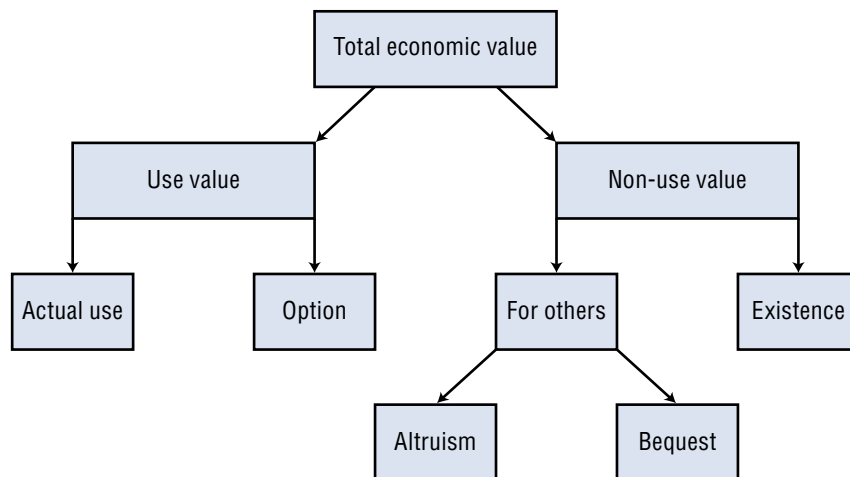 Total economic value
Use value
Non-use value
Actual use
Option
For others
Existence
Altruism
Bequest